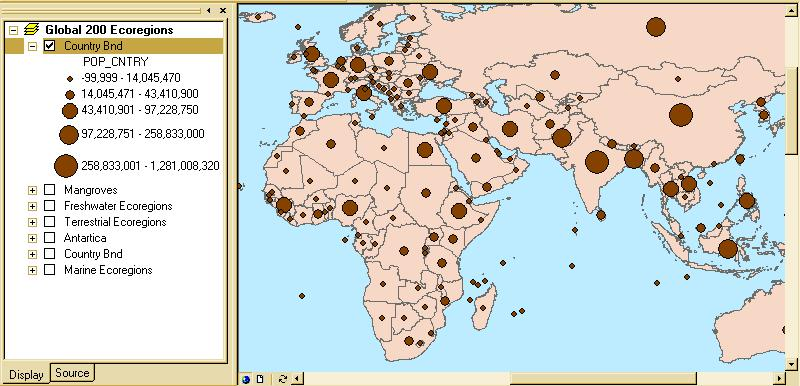 Global 200 Ecoregions
Country Bnd
POP_CNTRY
-99,999 - 14,045,470
14,045,471 - 43,410,900
43,410,901 - 97,228,750
97,228,751 - 258,833,000
258,833,001 - 1,281,008,320
Mangroves
Freshwater Ecoregions
Terrestrial Ecoregions
Antartica
Country Bnd
Marine Ecoregions
Display Source